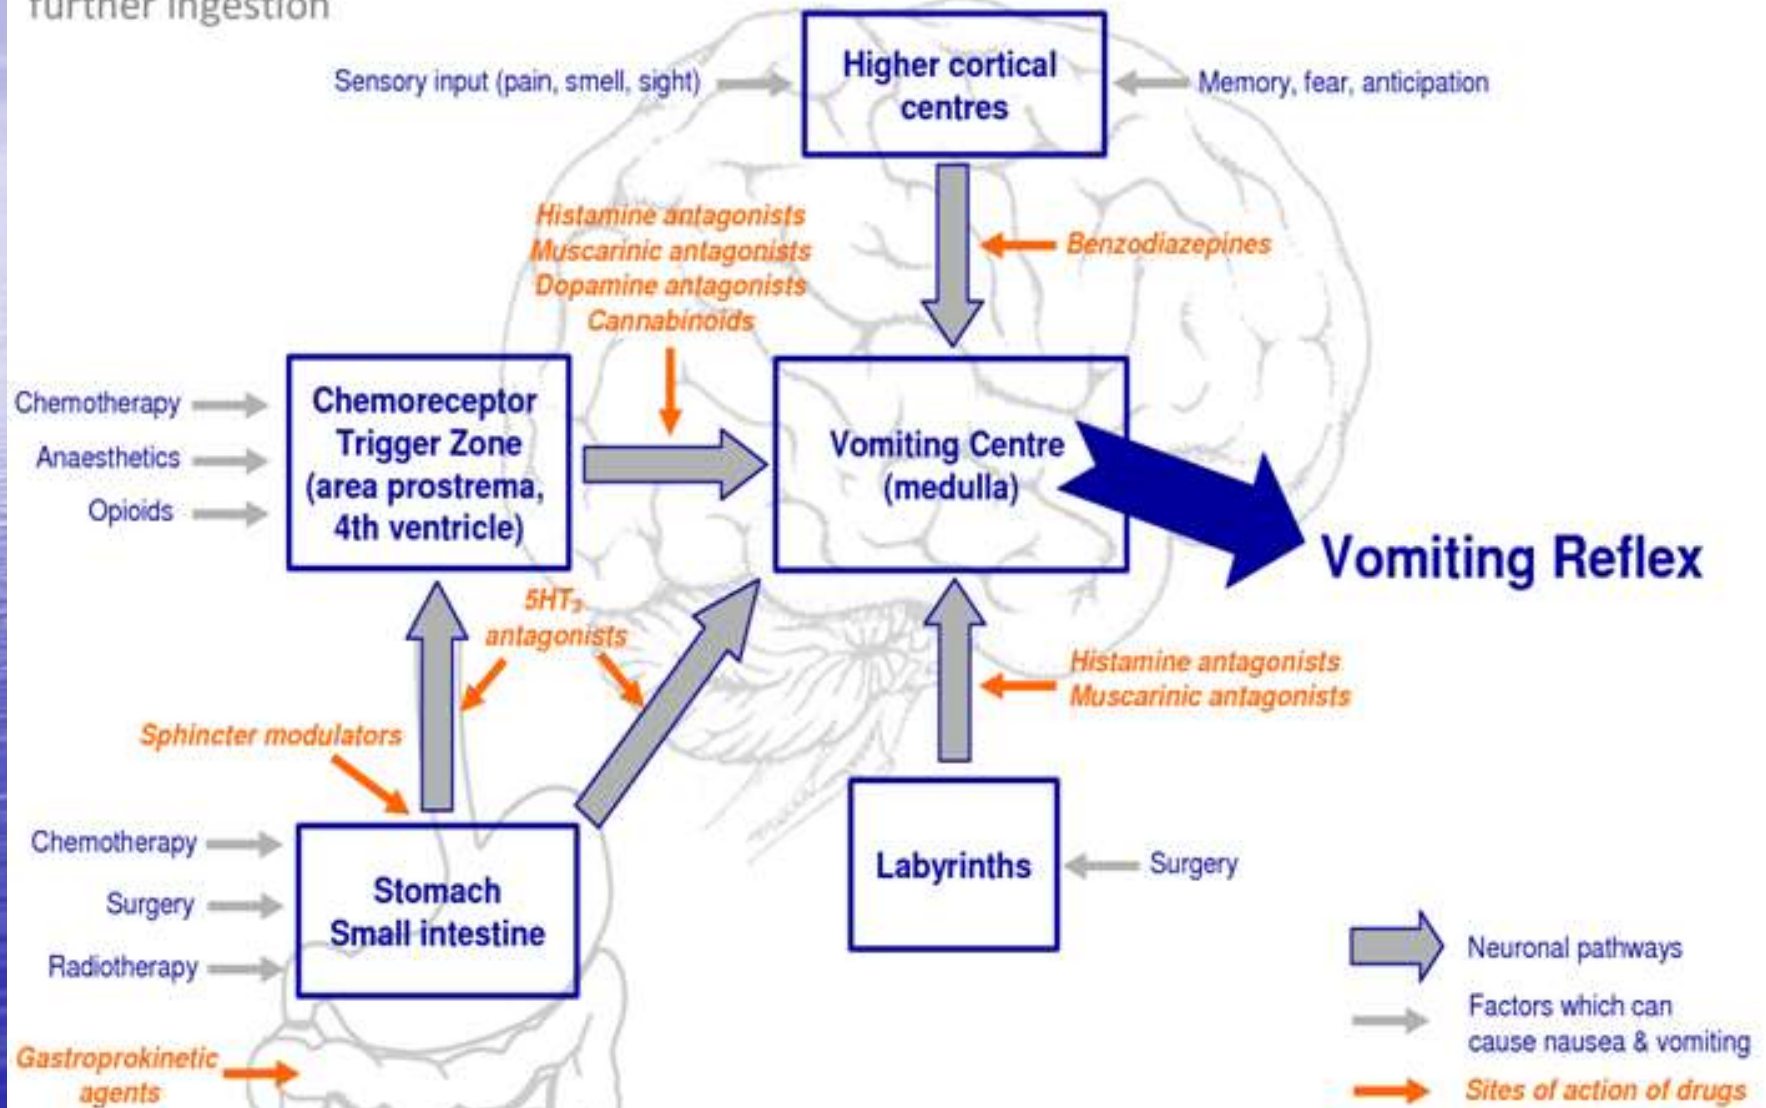 further ingestion
Higher cortical
centres
Sensory input (pain, smell, sight)
Memory, fear, anticipation
Histamine antagonists
Muscarinic antagonists
Dopamine antagonists
Cannabinoids
Benzodiazepines
Chemotherapy
Anaesthetics
Opioids
Chemoreceptor
Trigger Zone
(area prostrema,
4th ventricle)
Vomiting Centre
(medulla)
Vomiting Reflex
5HT₃
antagonists
Histamine antagonists
Muscarinic antagonists
Sphincter modulators
Chemotherapy
Surgery
Radiotherapy
Stomach
Small intestine
Labyrinths
Surgery
Gastroprokinetic
agents
Neuronal pathways
Factors which can
cause nausea & vomiting
Sites of action of drugs